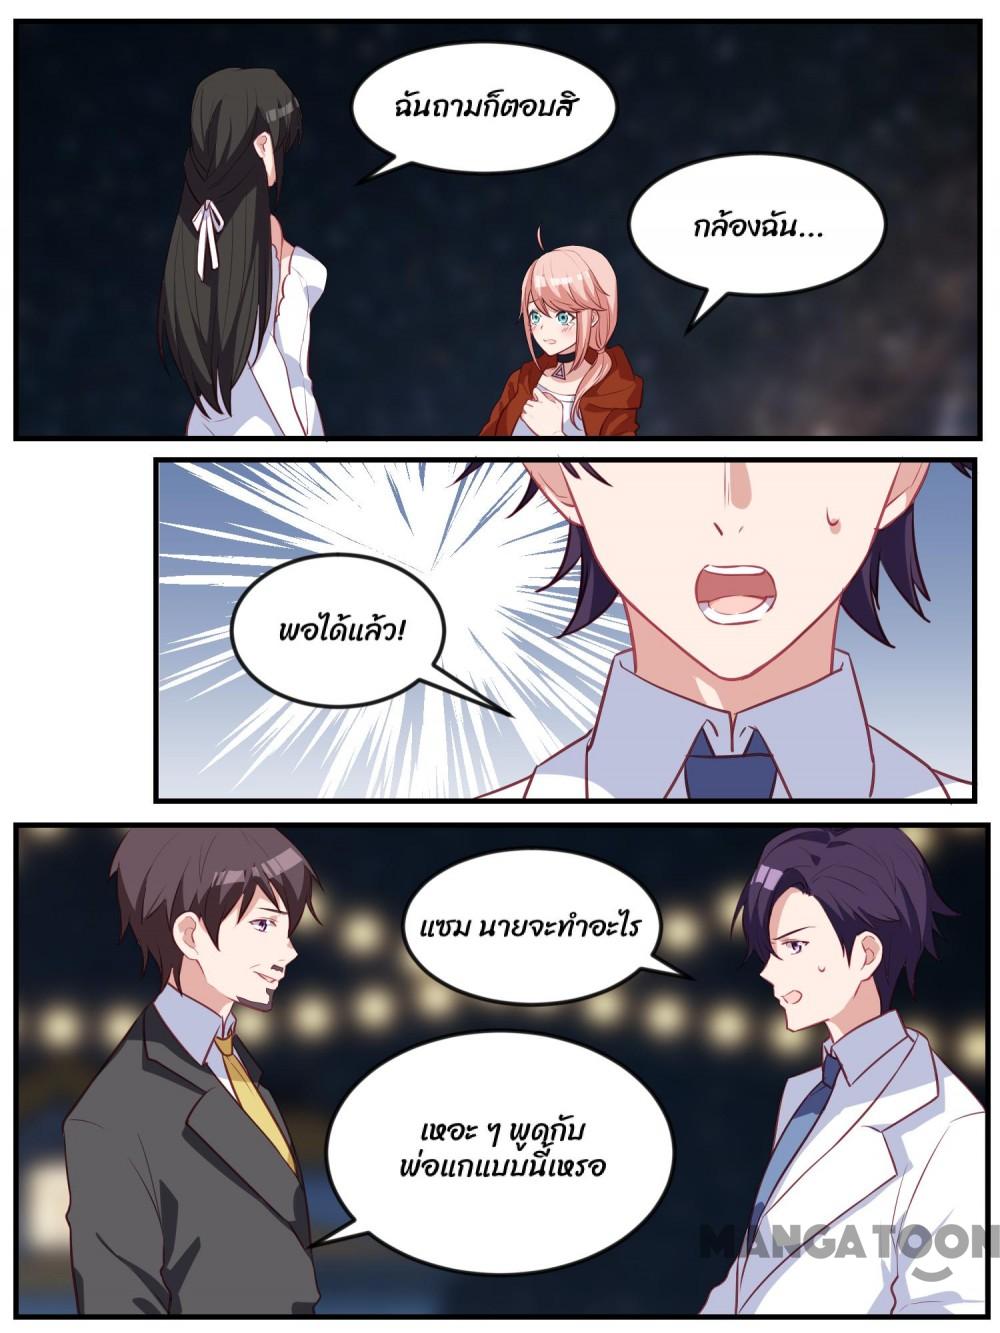 ฉันถามก็ตอบสิ
กล้องฉัน...
พอได้แล้ว!
แซม นายจะทำอะไร
เหอะ ๆ พูดกับ
พ่อแกแบบนี้เหรอ
MANGATOON